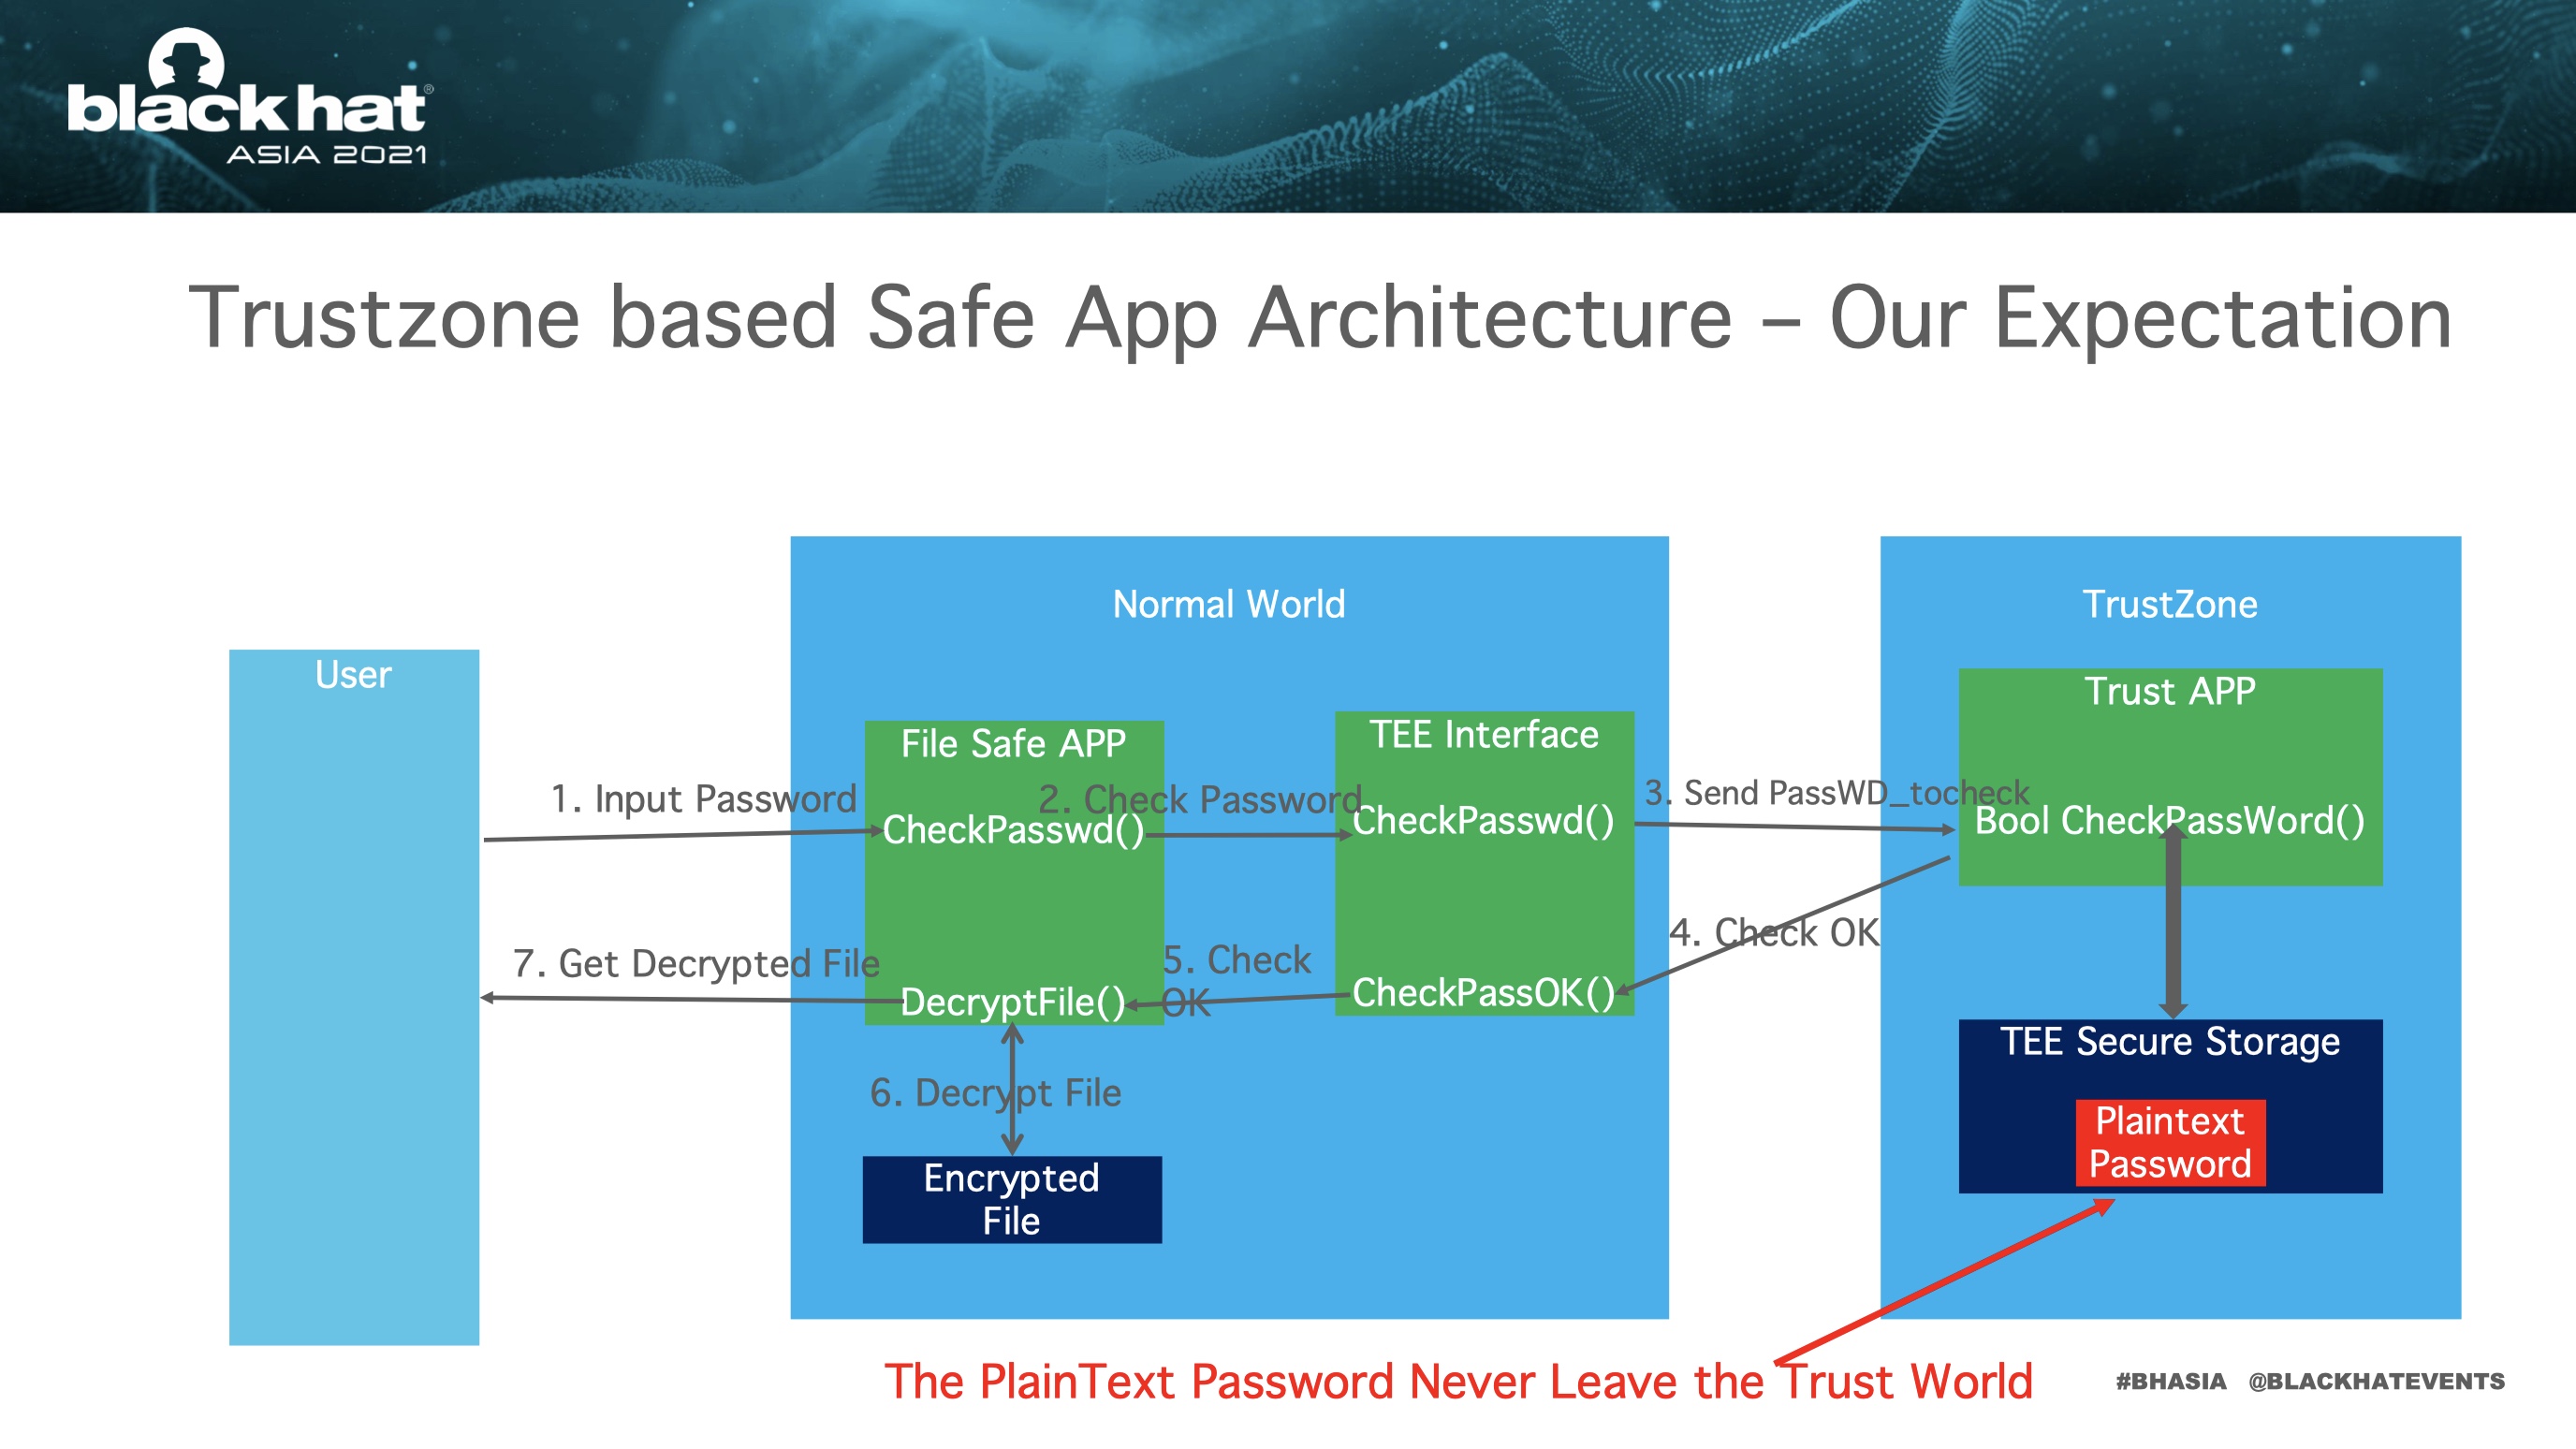 black hat®
ASIA 2021
Trustzone based Safe App Architecture – Our Expectation
Normal World
TrustZone
User
Trust APP
File Safe APP
TEE Interface
1. Input Password
2. Check Password
3. Send PassWD_tocheck
CheckPasswd()
CheckPasswd()
Bool CheckPassWord()
4. Check OK
7. Get Decrypted File
5. Check
OK
DecryptFile()
CheckPassOK()
TEE Secure Storage
6. Decrypt File
Plaintext
Password
Encrypted
File
The PlainText Password Never Leave the Trust World
#BHASIA @BLACKHATEVENTS